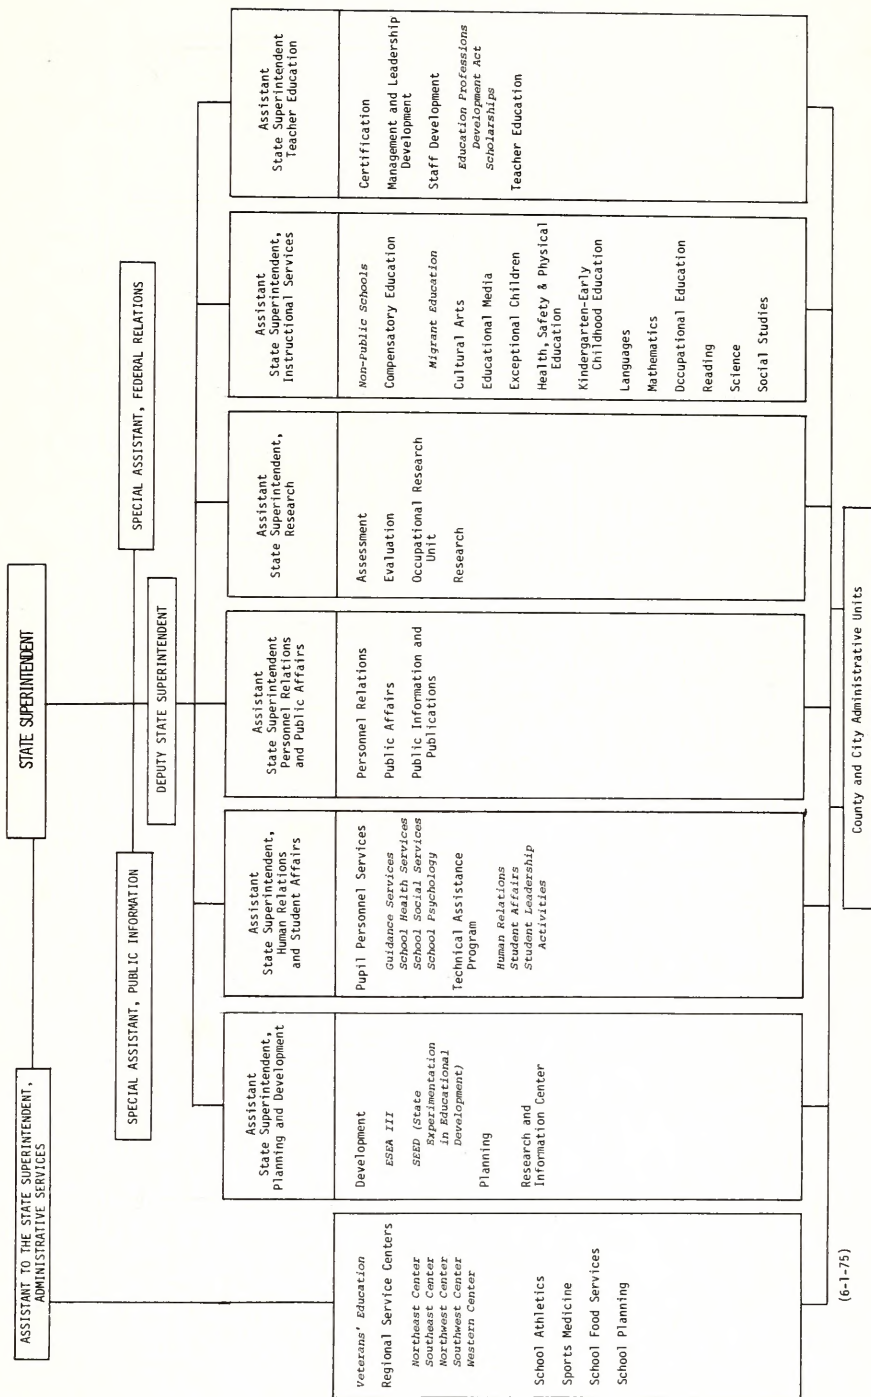 STATE SUPERINTENDENT
ASSISTANT TO THE STATE SUPERINTENDENT,
ADMINISTRATIVE SERVICES
SPECIAL ASSISTANT, PUBLIC INFORMATION
SPECIAL ASSISTANT, FEDERAL RELATIONS
DEPUTY STATE SUPERINTENDENT
Veterans' Education
Regional Service Centers
Northeast Center
Southeast Center
Northwest Center
Southwest Center
Western Center
School Athletics
Sports Medicine
School Food Services
School Planning
Assistant
State Superintendent,
Planning and Development
Development
ESEA III
SEED (State
Experimentation
in Educational
Development)
Planning
Research and
Information Center
Assistant
State Superintendent,
Human Relations
and Student Affairs
Pupil Personnel Services
Guidance Services
School Health Services
School Social Services
School Psychology
Technical Assistance
Program
Human Relations
Student Affairs
Student Leadership
Activities
Assistant
State Superintendent
Personnel Relations
and Public Affairs
Personnel Relations
Public Affairs
Public Information and
Publications
Assistant
State Superintendent,
Research
Assessment
Evaluation
Occupational Research
Unit
Research
Assistant
State Superintendent,
Instructional Services
Non-Public Schools
Compensatory Education
Migrant Education
Cultural Arts
Educational Media
Exceptional Children
Health, Safety & Physical
Education
Kindergarten-Early
Childhood Education
Languages
Mathematics
Occupational Education
Reading
Science
Social Studies
Assistant
State Superintendent
Teacher Education
Certification
Management and Leadership
Development
Staff Development
Education Professions
Development Act
Scholarships
Teacher Education
County and City Administrative Units
(6-1-75)